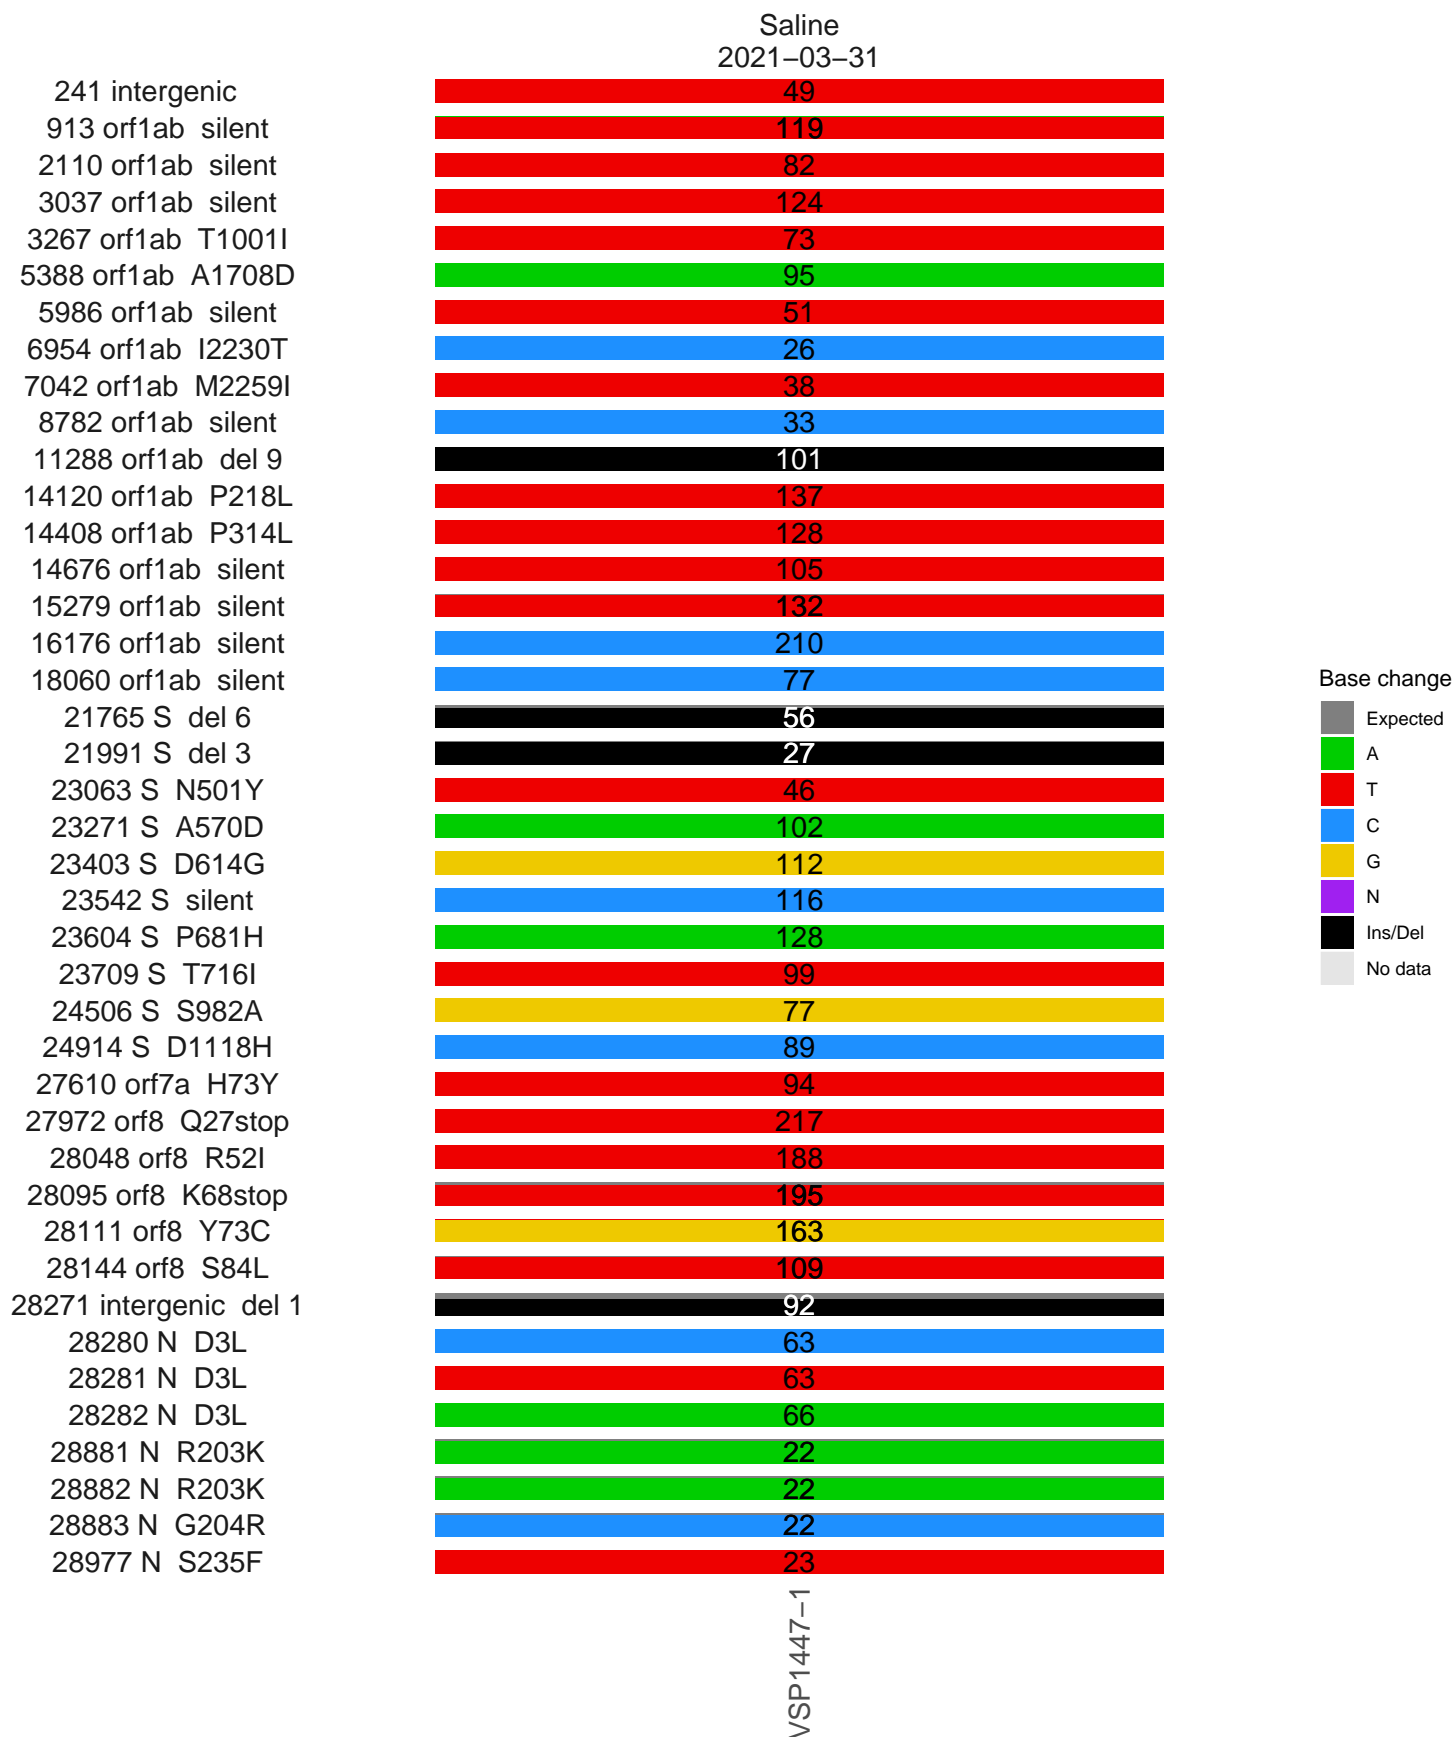 Saline
2021−03−31
241 intergenic 49
913 orf1ab silent 119
2110 orf1ab silent 82
3037 orf1ab silent 124
3267 orf1ab T1001I 73
5388 orf1ab A1708D 95
5986 orf1ab silent 51
6954 orf1ab I2230T 26
7042 orf1ab M2259I 38
8782 orf1ab silent 33
11288 orf1ab del 9 101
14120 orf1ab P218L 137
14408 orf1ab P314L 128
14676 orf1ab silent 105
15279 orf1ab silent 132
16176 orf1ab silent 210
18060 orf1ab silent 77
21765 S del 6 56
21991 S del 3 27
23063 S N501Y 46
23271 S A570D 102
23403 S D614G 112
23542 S silent 116
23604 S P681H 128
23709 S T716I 99
24506 S S982A 77
24914 S D1118H 89
27610 orf7a H73Y 94
27972 orf8 Q27stop 217
28048 orf8 R52I 188
28095 orf8 K68stop 195
28111 orf8 Y73C 163
28144 orf8 S84L 109
28271 intergenic del 1 92
28280 N D3L 63
28281 N D3L 63
28282 N D3L 66
28881 N R203K 22
28882 N R203K 22
28883 N G204R 22
28977 N S235F 23
VSP1447−1
Base change
Expected
A
T
C
G
N
Ins/Del
No data